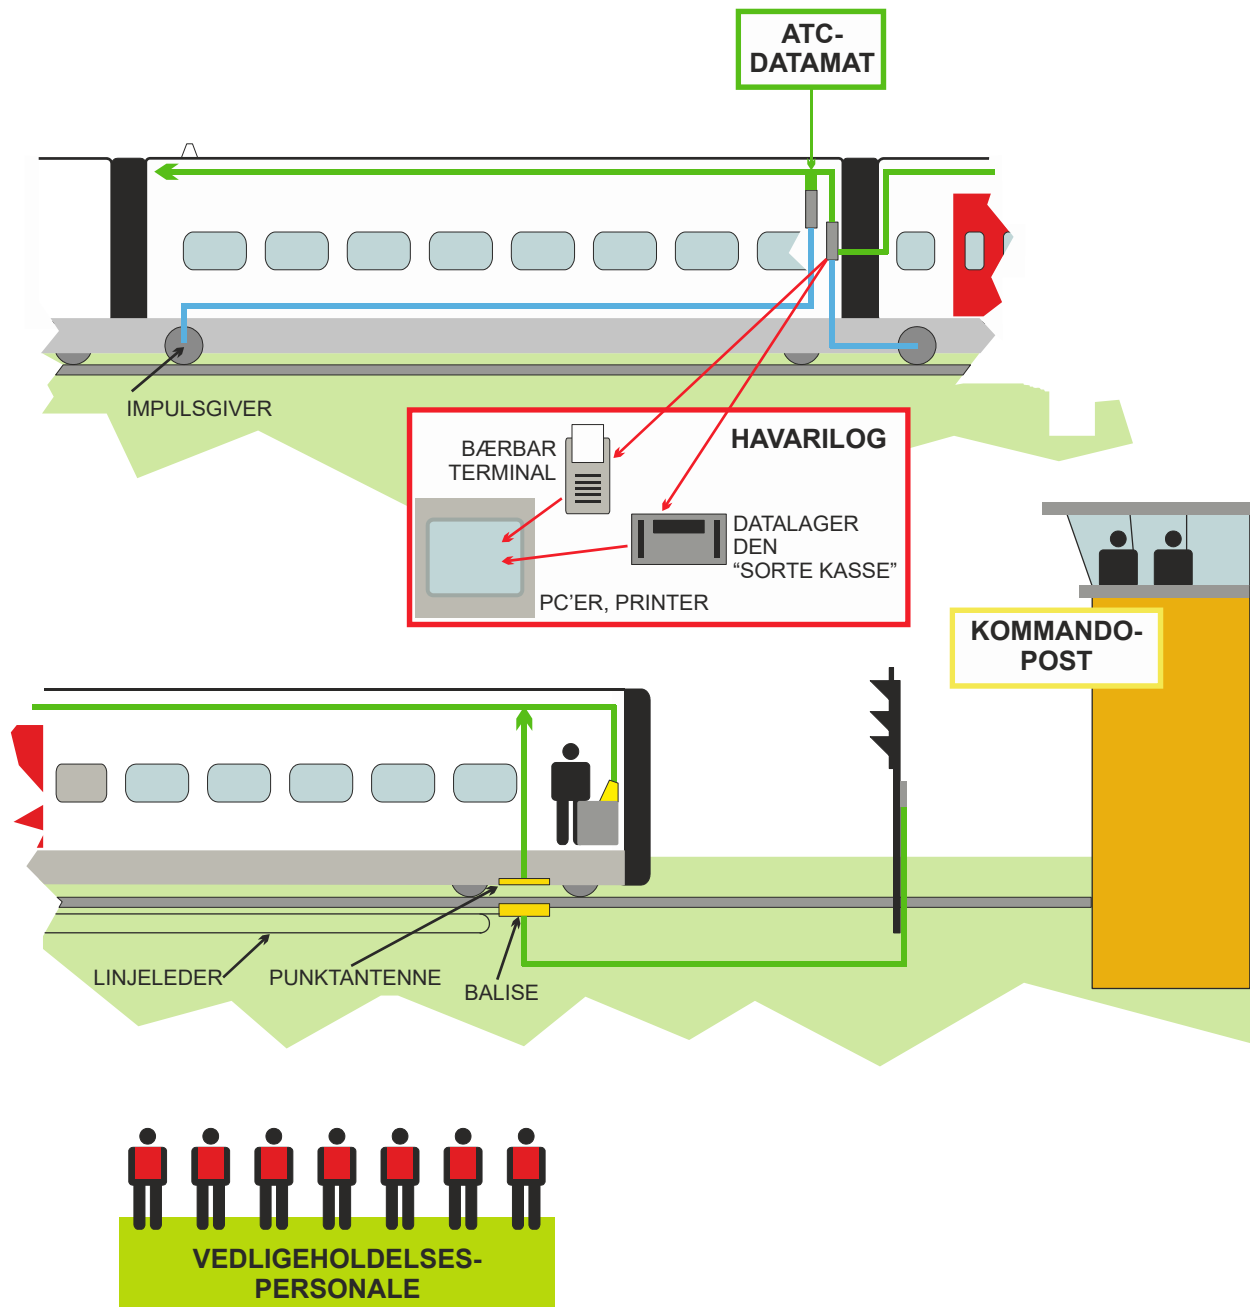 ATC-
DATAMAT
IMPULSGIVER
HAVARILOG
BÆRBAR
TERMINAL
DATALAGER
DEN
“SORTE KASSE”
PC’ER, PRINTER
KOMMANDO-
POST
LINJELEDER
PUNKTANTENNE
BALISE
VEDLIGEHOLDELSES-
PERSONALE